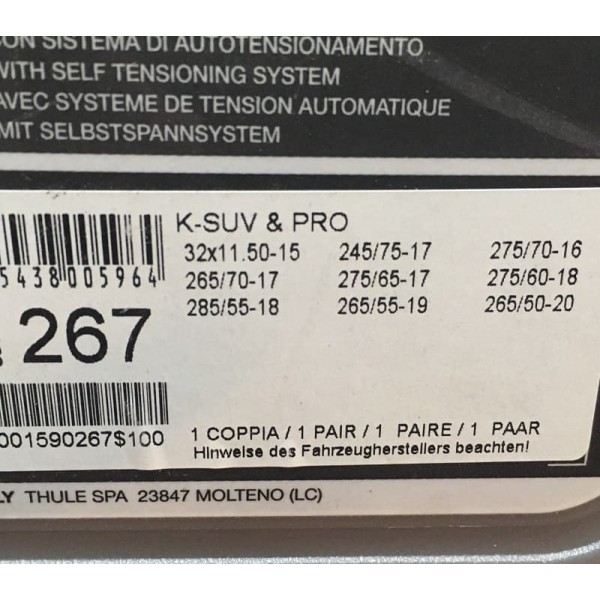 CON SISTEMA DI AUTOTENSIONAMENTO
WITH SELF TENSIONING SYSTEM
AVEC SYSTEME DE TENSION AUTOMATIQUE
MIT SELBSTSPANNSYSTEM
K-SUV & PRO
32x11.50-15 245/75-17 275/70-16
265/70-17 275/65-17 275/60-18
285/55-18 265/55-19 265/50-20
5438005964
267
001590267$100
1 COPPIA / 1 PAIR / 1 PAIRE / 1 PAAR
Hinweise des Fahrzeugherstellers beachten!
LY THULE SPA 23847 MOLTENO (LC)